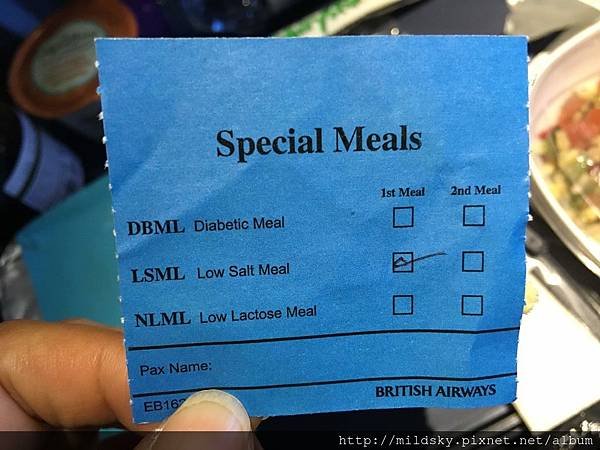 Special Meals
1st Meal 2nd Meal
DBML Diabetic Meal
LSML Low Salt Meal
NLML Low Lactose Meal
Pax Name:
BRITISH AIRWAYS
http://mildsky.pixnet.net/album